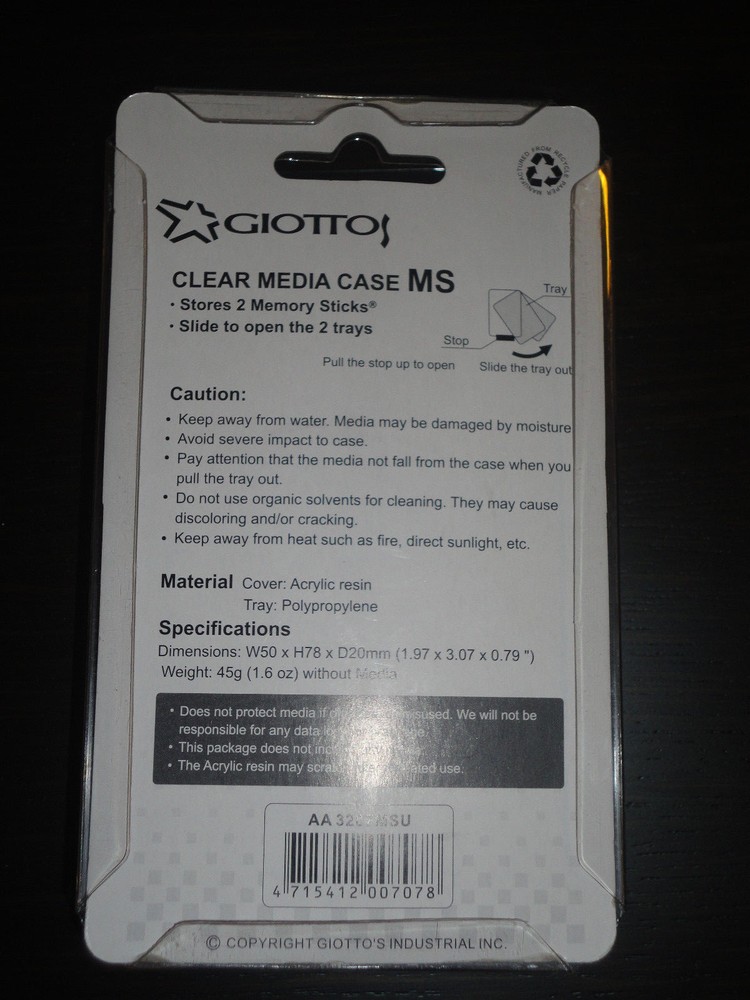 MANUFACTURED FROM RECYCLE PAPER
GIOTTOS
CLEAR MEDIA CASE MS
· Stores 2 Memory Sticks®
· Slide to open the 2 trays
Tray
Stop
Pull the stop up to open
Slide the tray out
Caution:
• Keep away from water. Media may be damaged by moisture
• Avoid severe impact to case.
• Pay attention that the media not fall from the case when you
pull the tray out.
• Do not use organic solvents for cleaning. They may cause
discoloring and/or cracking.
• Keep away from heat such as fire, direct sunlight, etc.
Material Cover: Acrylic resin
Tray: Polypropylene
Specifications
Dimensions: W50 x H78 x D20mm (1.97 x 3.07 x 0.79 ")
Weight: 45g (1.6 oz) without Media
• Does not protect media if We will not be
responsible for any data
• This package does not
• The Acrylic resin may use.
AA
4 715412 007078
© COPYRIGHT GIOTTO'S INDUSTRIAL INC.